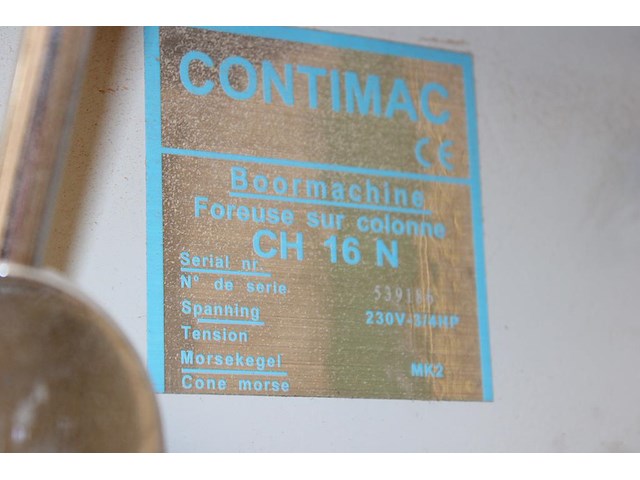 CONTIMAC
CE
Boormachine
Foreuse sur colonne
CH 16 N
Serial nr.
N° de serie
Spanning 230V-3/4HP
Tension
Morsekegel MK2
Cone morse